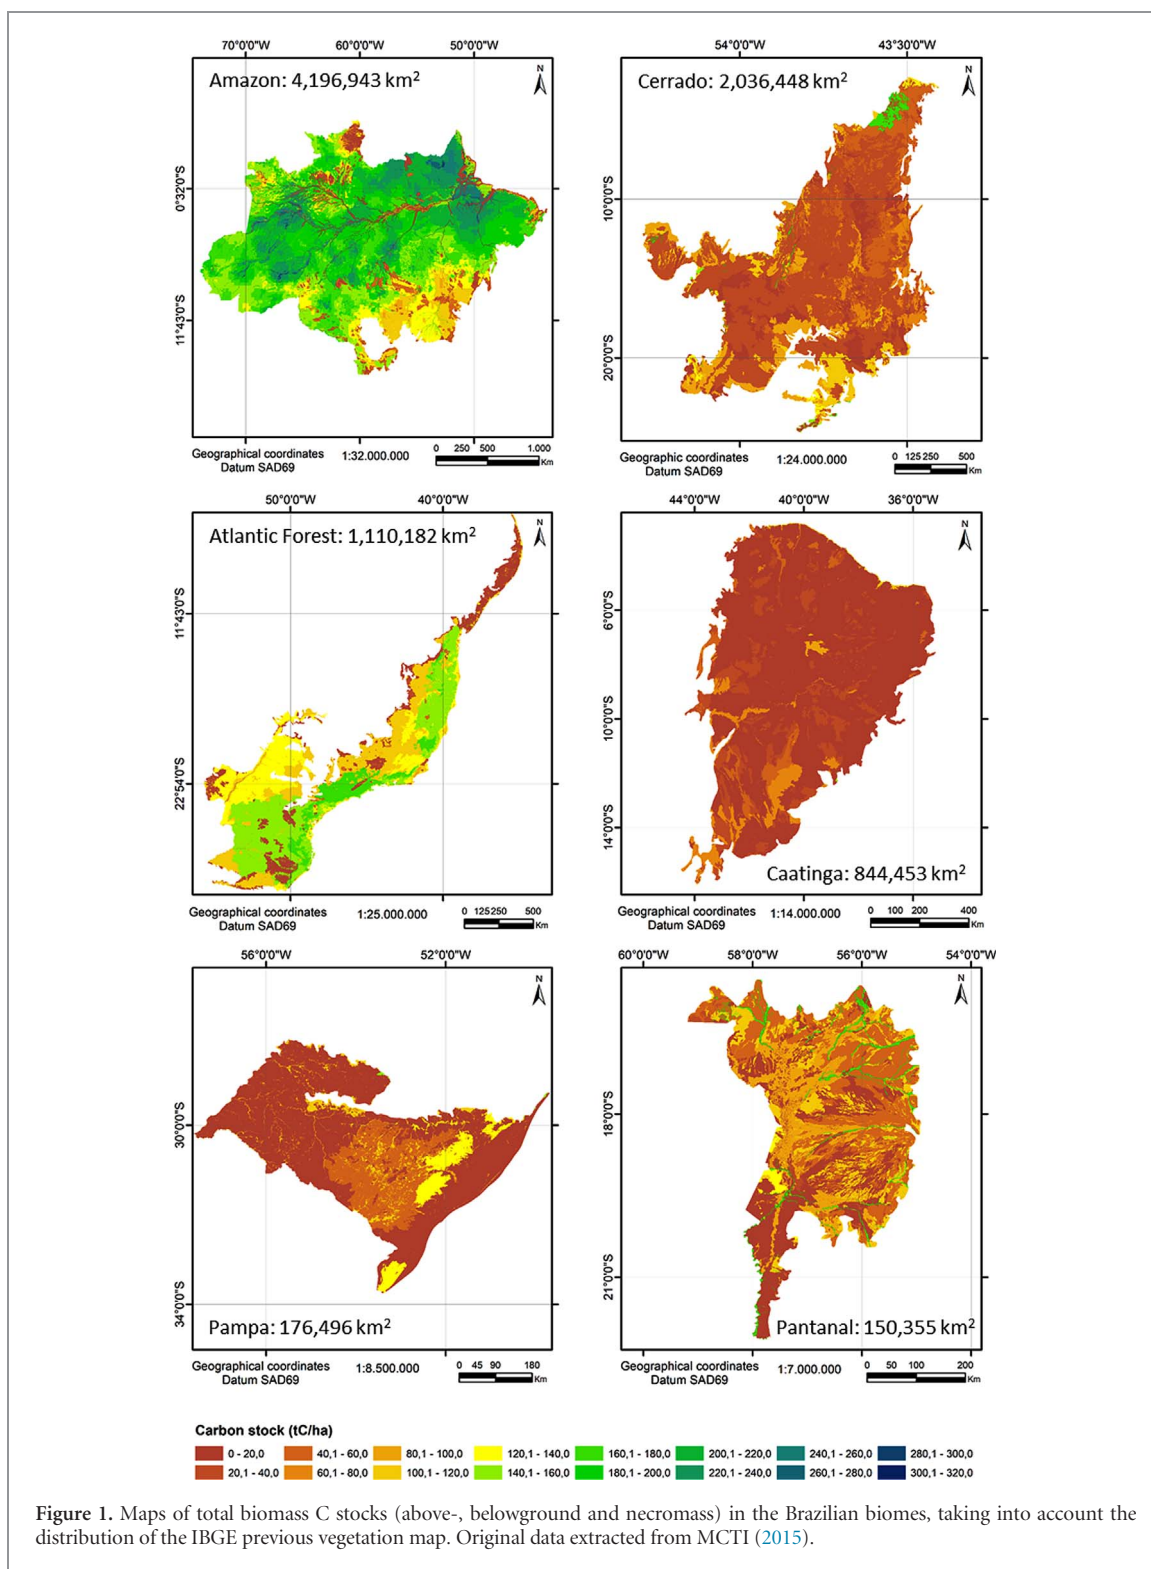 70°0'0"W 60°0'0"W 50°0'0"W
Amazon: 4,196,943 km²
N
0°32'0"S
11°43'0"S
Geographical coordinates
Datum SAD69
1:32.000.000
0 250 500 1.000
Km
54°0'0"W 43°30'0"W
Cerrado: 2,036,448 km²
N
10°0'0"S
20°0'0"S
Geographic coordinates
Datum SAD69
1:24.000.000
0 125 250 500
Km
50°0'0"W 40°0'0"W
Atlantic Forest: 1,110,182 km²
N
11°43'0"S
22°54'0"S
Geographical coordinates
Datum SAD69
1:25.000.000
0 125 250 500
Km
44°0'0"W 40°0'0"W 36°0'0"W
N
6°0'0"S
10°0'0"S
14°0'0"S
Caatinga: 844,453 km²
Geographical coordinates
Datum SAD69
1:14.000.000
0 100 200 400
Km
56°0'0"W 52°0'0"W
N
30°0'0"S
34°0'0"S
Pampa: 176,496 km²
Geographical coordinates
Datum SAD69
1:8.500.000
0 45 90 180
Km
60°0'0"W 58°0'0"W 56°0'0"W 54°0'0"W
N
18°0'0"S
21°0'0"S
Pantanal: 150,355 km²
Geographical coordinates
Datum SAD69
1:7.000.000
0 50 100 200
Km
Carbon stock (tC/ha)
0 - 20,0 40,1 - 60,0 80,1 - 100,0 120,1 - 140,0 160,1 - 180,0 200,1 - 220,0 240,1 - 260,0 280,1 - 300,0
20,1 - 40,0 60,1 - 80,0 100,1 - 120,0 140,1 - 160,0 180,1 - 200,0 220,1 - 240,0 260,1 - 280,0 300,1 - 320,0
Figure 1. Maps of total biomass C stocks (above-, belowground and necromass) in the Brazilian biomes, taking into account the
distribution of the IBGE previous vegetation map. Original data extracted from MCTI (2015).